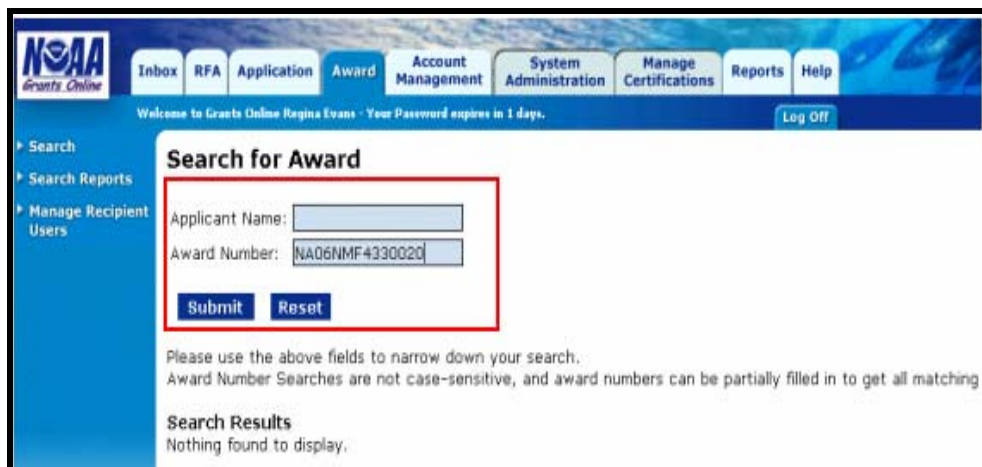 NOAA
Grants Online
Inbox RFA Application Award Account Management System Administration Manage Certifications Reports Help
Welcome to Grants Online Regina Evans - Your Password expires in 1 days.
Log Off
Search
Search Reports
Manage Recipient Users
Search for Award
Applicant Name:
Award Number: NA06NMF4330020
Submit Reset
Please use the above fields to narrow down your search.
Award Number Searches are not case-sensitive, and award numbers can be partially filled in to get all matching
Search Results
Nothing found to display.